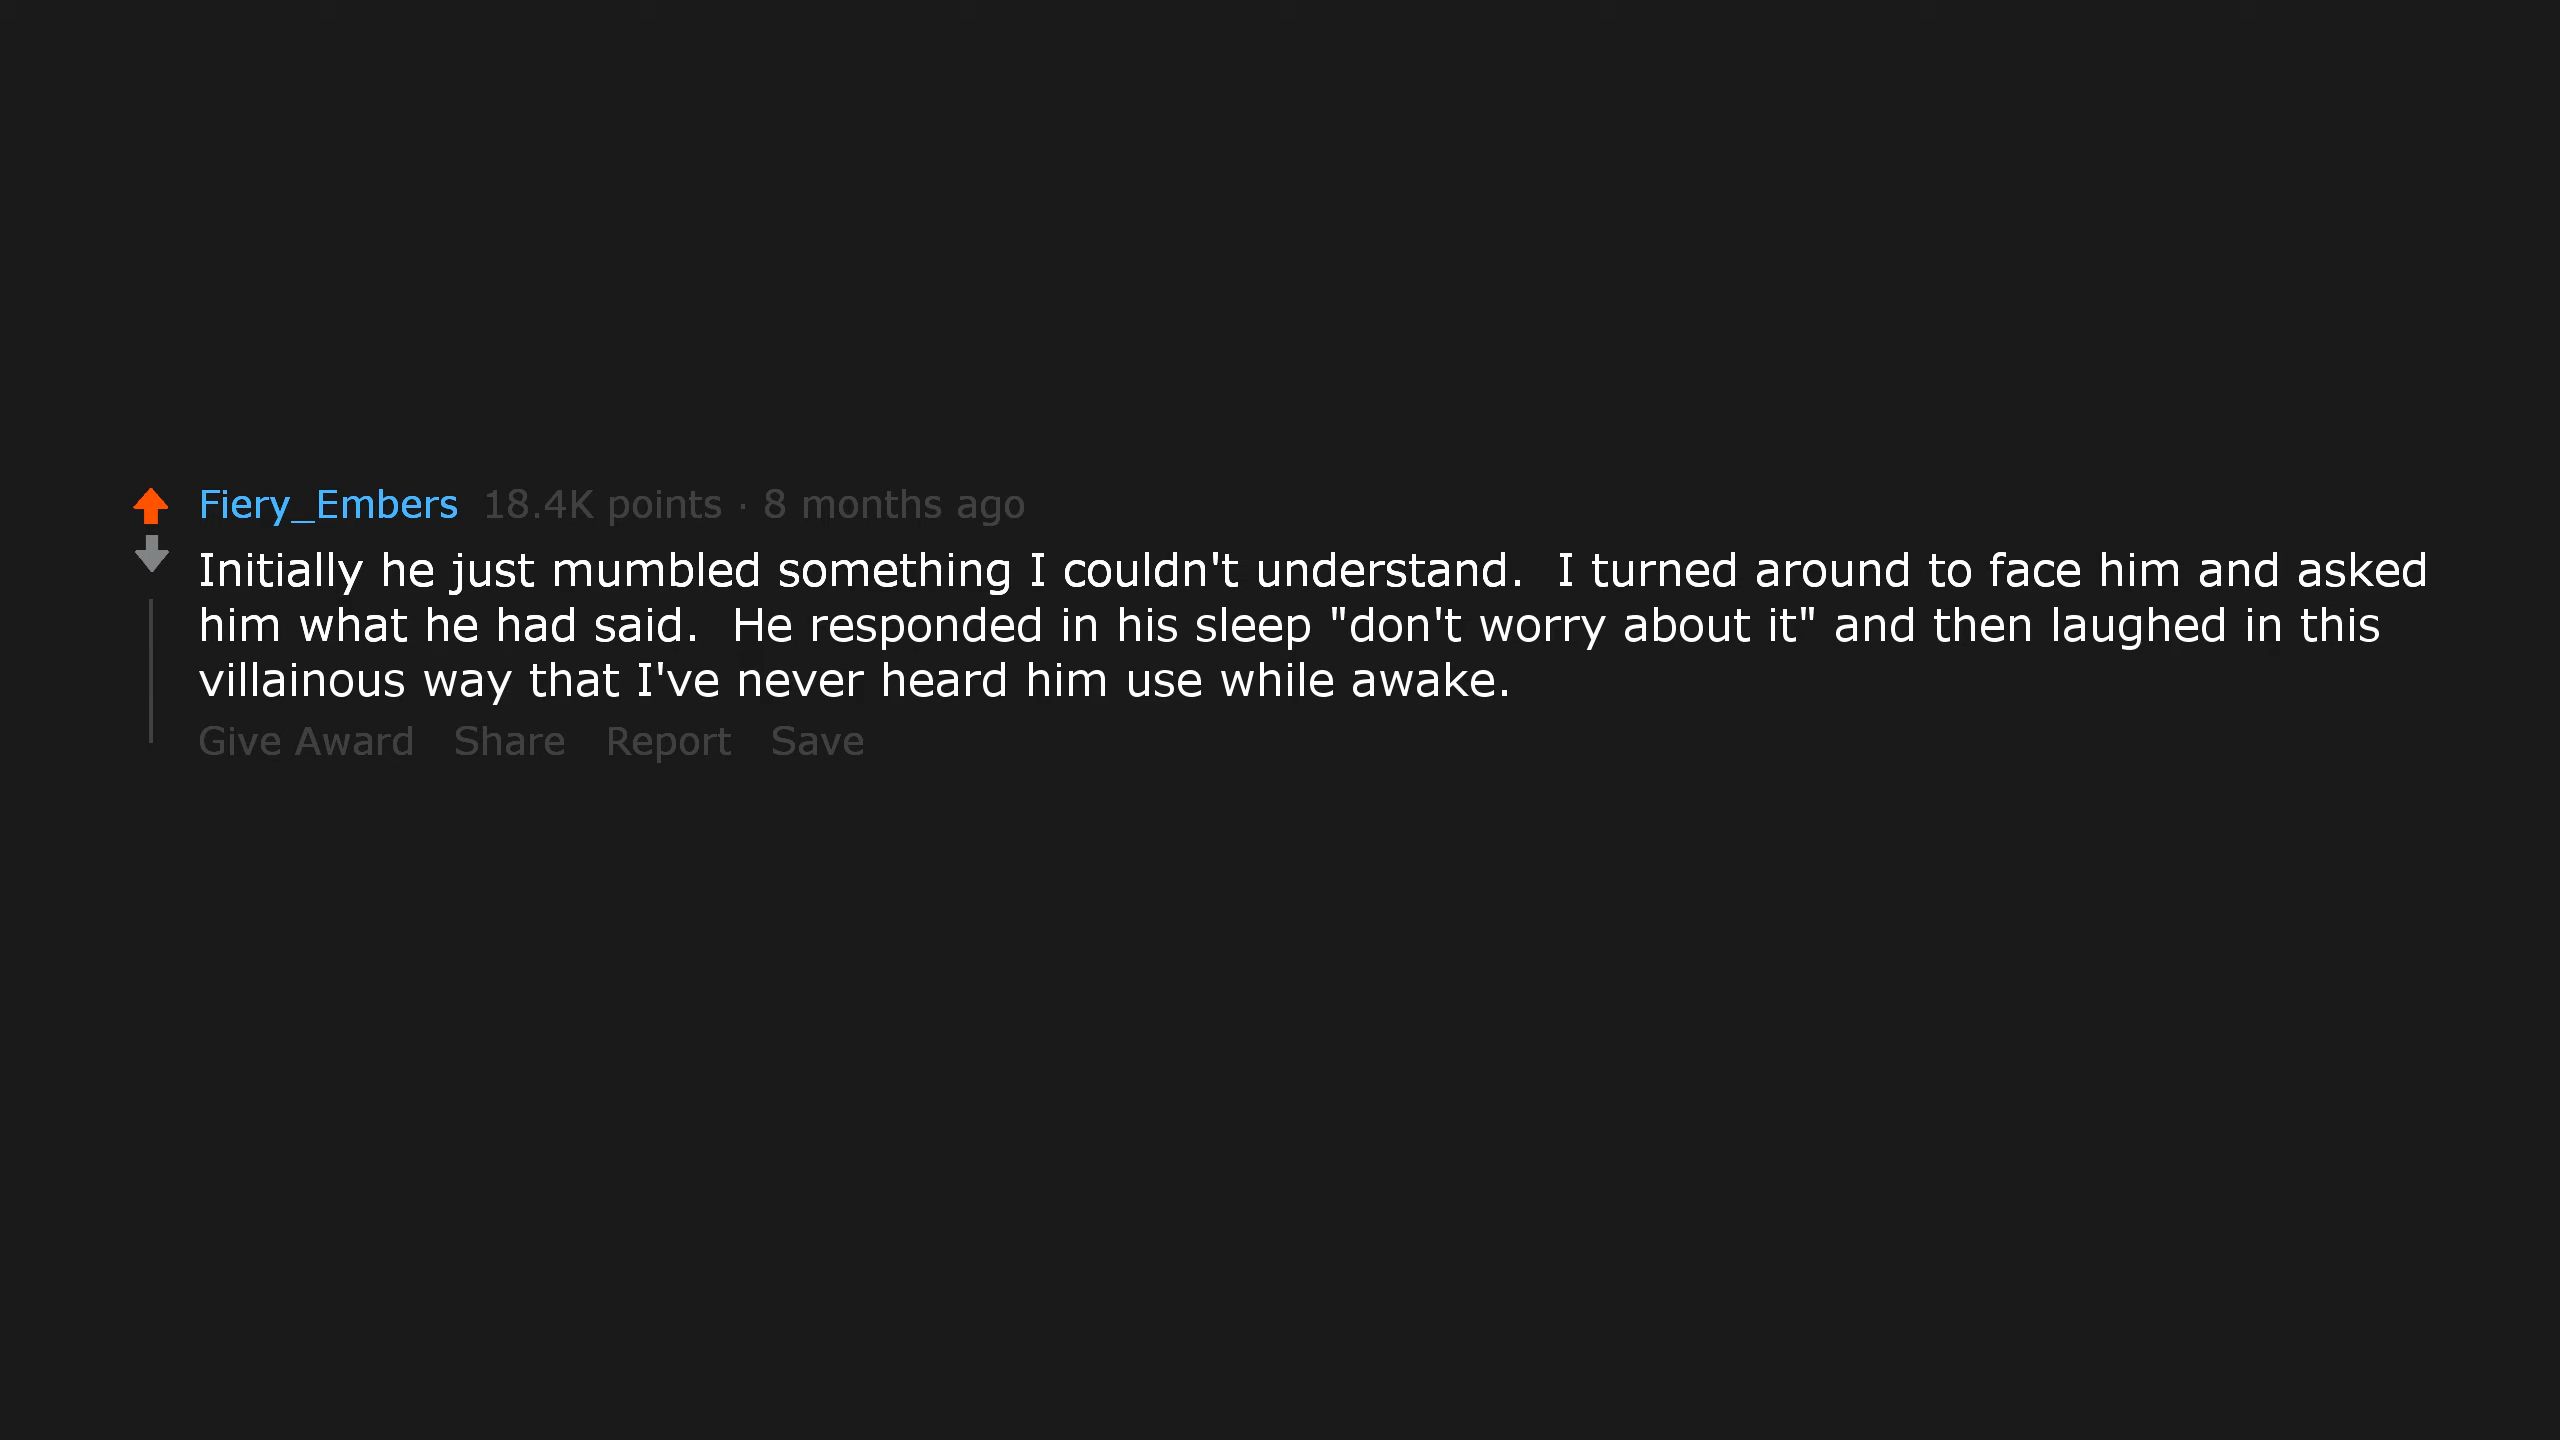 Fiery_Embers 18.4K points · 8 months ago
Initially he just mumbled something I couldn't understand.  I turned around to face him and asked
him what he had said.  He responded in his sleep "don't worry about it" and then laughed in this
villainous way that I've never heard him use while awake.
Give Award Share Report Save